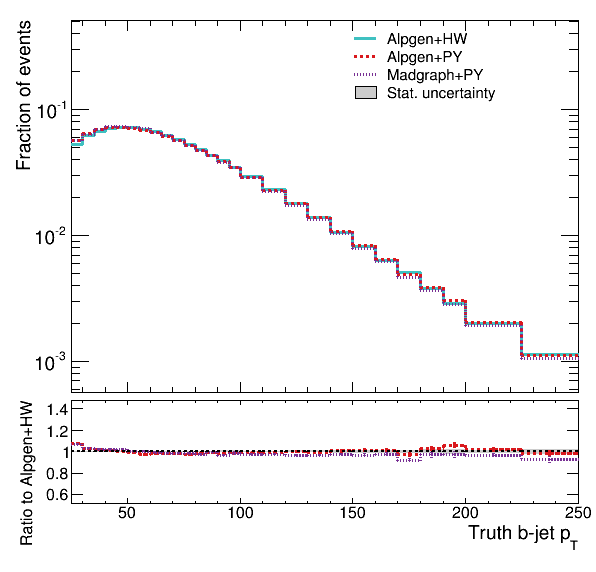 Fraction of events
Alpgen+HW
Alpgen+PY
Madgraph+PY
Stat. uncertainty
10^-1
10^-2
10^-3
Ratio to Alpgen+HW
1.4
1.2
1
0.8
0.6
50 100 150 200 250
Truth b-jet p_T